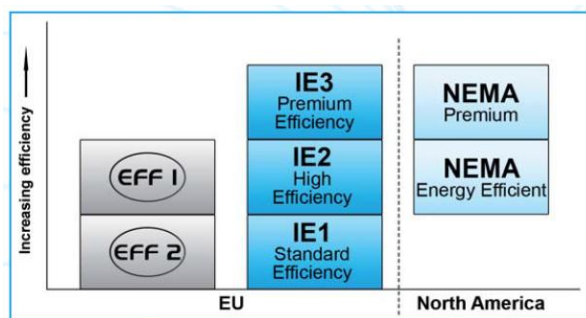 Increasing efficiency
EFF 1
EFF 2
IE3
Premium
Efficiency
IE2
High
Efficiency
IE1
Standard
Efficiency
NEMA
Premium
NEMA
Energy Efficient
EU
North America